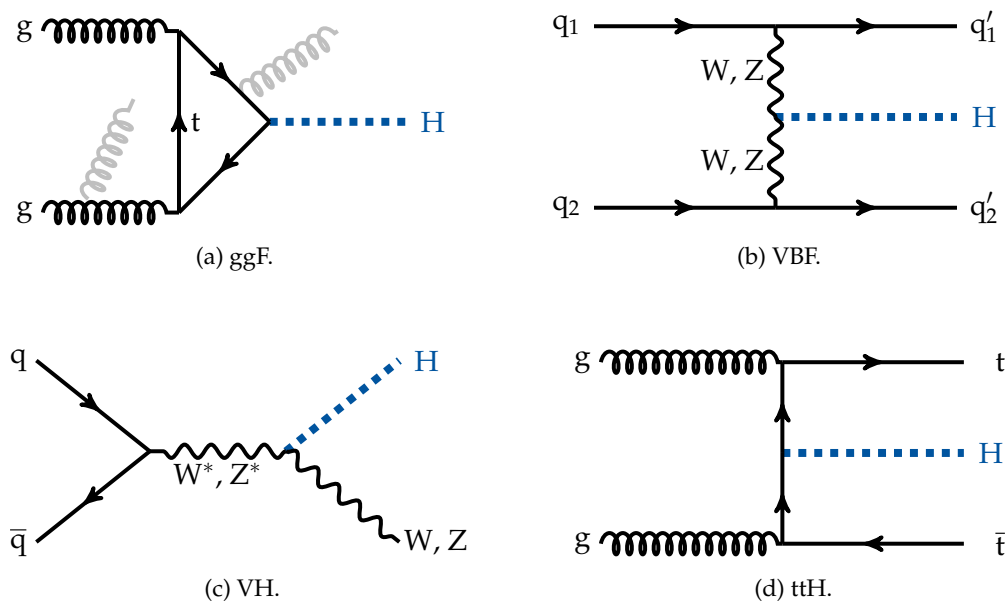 g
t
H
g
(a) ggF.
q₁
q₁′
W, Z
H
W, Z
q₂
q₂′
(b) VBF.
q
H
W*, Z*
q̅
W, Z
(c) VH.
g
t
H
g
t̅
(d) ttH.